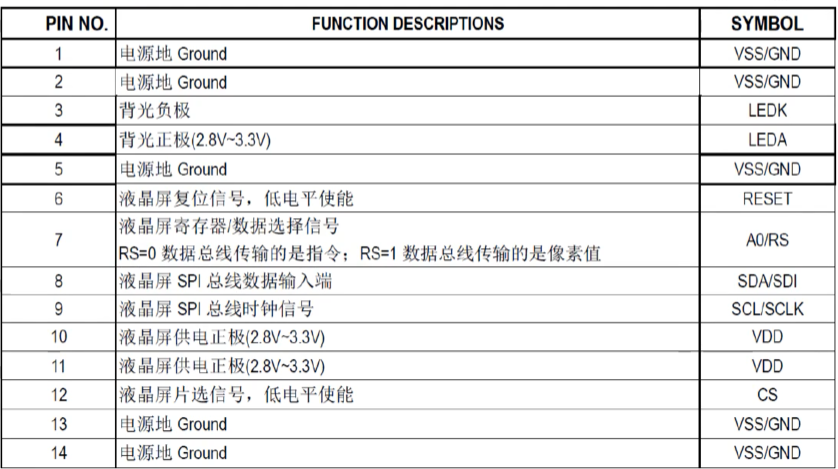 PIN NO. FUNCTION DESCRIPTIONS SYMBOL
1 电源地 Ground VSS/GND
2 电源地 Ground VSS/GND
3 背光负极 LEDK
4 背光正极(2.8V~3.3V) LEDA
5 电源地 Ground VSS/GND
6 液晶屏复位信号，低电平使能 RESET
7 液晶屏寄存器/数据选择信号 A0/RS
RS=0 数据总线传输的是指令；RS=1 数据总线传输的是像素值
8 液晶屏 SPI 总线数据输入端 SDA/SDI
9 液晶屏 SPI 总线时钟信号 SCL/SCLK
10 液晶屏供电正极(2.8V~3.3V) VDD
11 液晶屏供电正极(2.8V~3.3V) VDD
12 液晶屏片选信号，低电平使能 CS
13 电源地 Ground VSS/GND
14 电源地 Ground VSS/GND